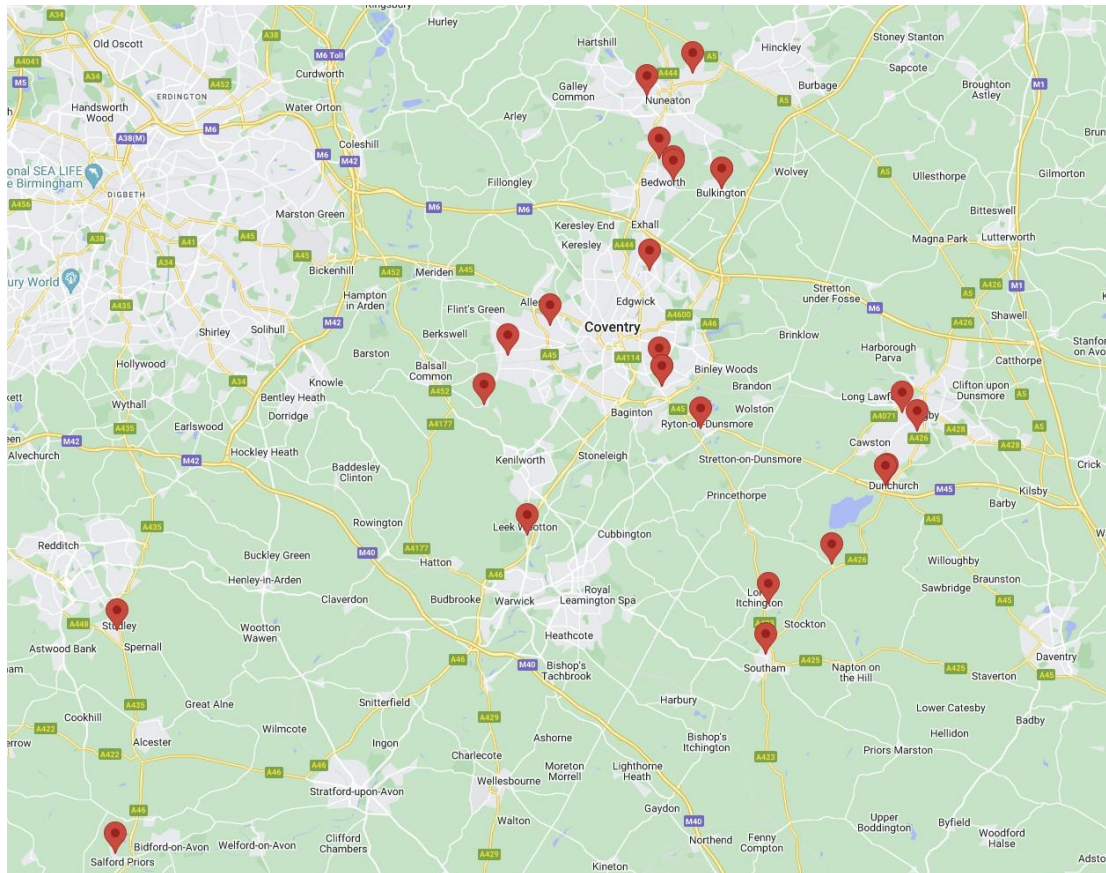 A34
Hurley
Kingsbury
A38
Old Oscott
M6 Toll
Hartshill
Stoney Stanton
Hinckley
Sapcote
A4041
A34
A452
Curdworth
Galley
Common
A444
A5
Burbage
Broughton
Astley
M1
M5
ERDINGTON
Handsworth
Wood
Water Orton
Nuneaton
A5
A38(M)
M6
Arley
Coleshill
M6
M42
Ullesthorpe
Gilmorton
A5
SEA LIFE
Birmingham
DIGBETH
Fillongley
Bedworth
Bulkington
Wolvey
A456
Marston Green
M6
M6
Bitteswell
A38
A41
A45
Keresley End
Exhall
A34
A45
Bickenhill
A452
Meriden
A45
Keresley
A444
Magna Park
Lutterworth
World
A435
Hampton
in Arden
Flint's Green
Edgwick
Stretton
under Fosse
A426
M1
A5
M6
Shawell
M42
Coventry
A4600
A46
A426
Shirley
Solihull
Berkswell
Brinklow
Harborough
Parva
Catthorpe
Barston
A45
A4114
Hollywood
Balsall
Common
Binley Woods
A34
Knowle
A452
Brandon
Long Lawford
Clifton upon
Dunsmore
Wythall
Bentley Heath
Baginton
A45
Wolston
A4071
A5
A435
Dorridge
A4177
Ryton-on-Dunsmore
A426
A428
A428
Earlswood
Cawston
M42
M42
Hockley Heath
Stoneleigh
Crick
Alvechurch
Kenilworth
Stretton-on-Dunsmore
Baddesley
Clinton
Dunchurch
M45
Kilsby
Princethorpe
Barby
Rowington
Leek Wootton
A45
A435
Cubbington
Redditch
Buckley Green
A4177
Hatton
A426
Willoughby
M40
Henley-in-Arden
A46
Braunston
Royal
Leamington Spa
Long
Itchington
Sawbridge
Claverdon
Budbrooke
Warwick
A45
Studley
A448
Wootton
Wawen
Stockton
Heathcote
Astwood Bank
Spernall
A46
Daventry
M40
Bishop's
Tachbrook
Southam
A425
Napton on
the Hill
A425
Staverton
A45
Snitterfield
Harbury
A435
Great Alne
Lower Catesby
Cookhill
A429
Badby
A422
Wilmcote
Ingon
Ashorne
Bishop's
Itchington
Hellidon
Alcester
Priors Marston
A422
Charlecote
A423
A46
A46
Moreton
Morrell
Lighthorne
Heath
Wellesbourne
Stratford-upon-Avon
A46
Gaydon
Walton
M40
Upper
Boddington
Byfield
Bidford-on-Avon
Welford-on-Avon
Clifford
Chambers
Northend
Fenny
Compton
Woodford
Halse
Salford Priors
A429
Kineton